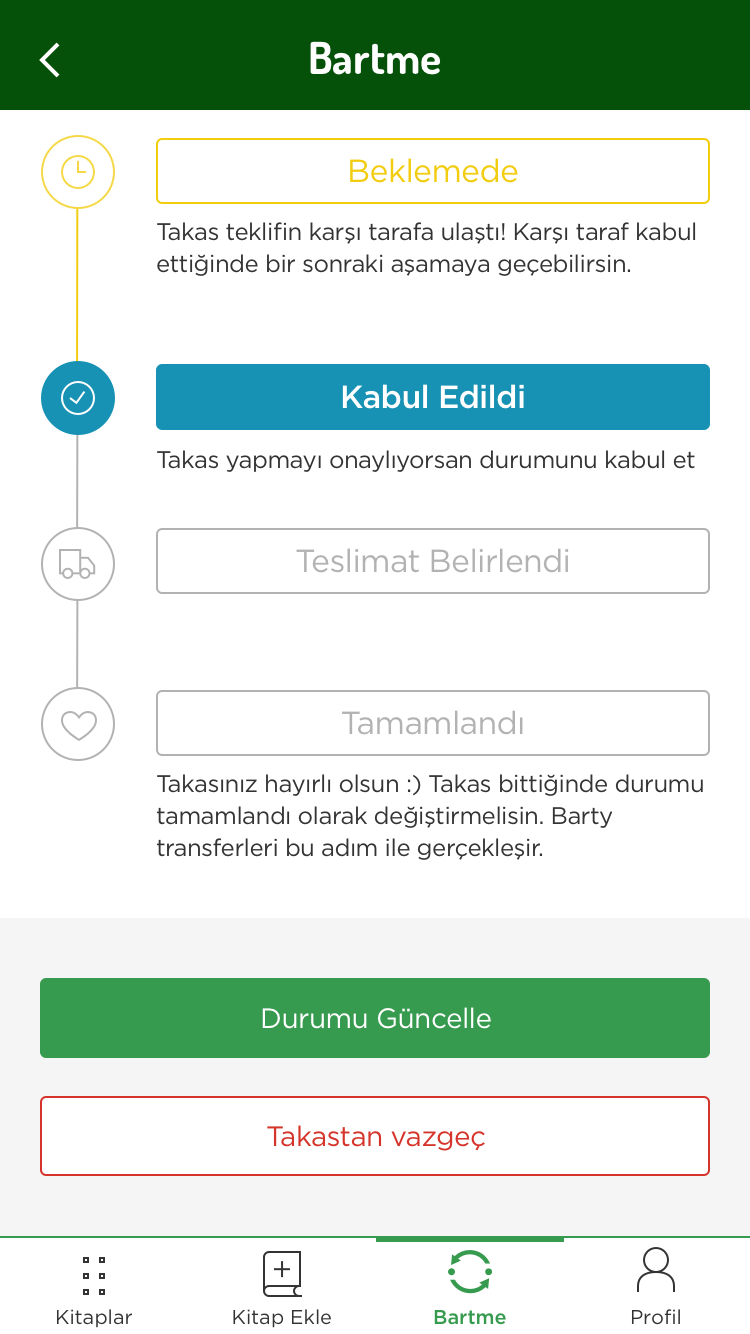 Bartme
Beklemede
Takas teklifin karşı tarafa ulaştı! Karşı taraf kabul
ettiğinde bir sonraki aşamaya geçebilirsin.
Kabul Edildi
Takas yapmayı onaylıyorsan durumunu kabul et
Teslimat Belirlendi
Tamamlandı
Takasınız hayırlı olsun :) Takas bittiğinde durumu
tamamlandı olarak değiştirmelisin. Barty
transferleri bu adım ile gerçekleşir.
Durumu Güncelle
Takastan vazgeç
Kitaplar
Kitap Ekle
Bartme
Profil